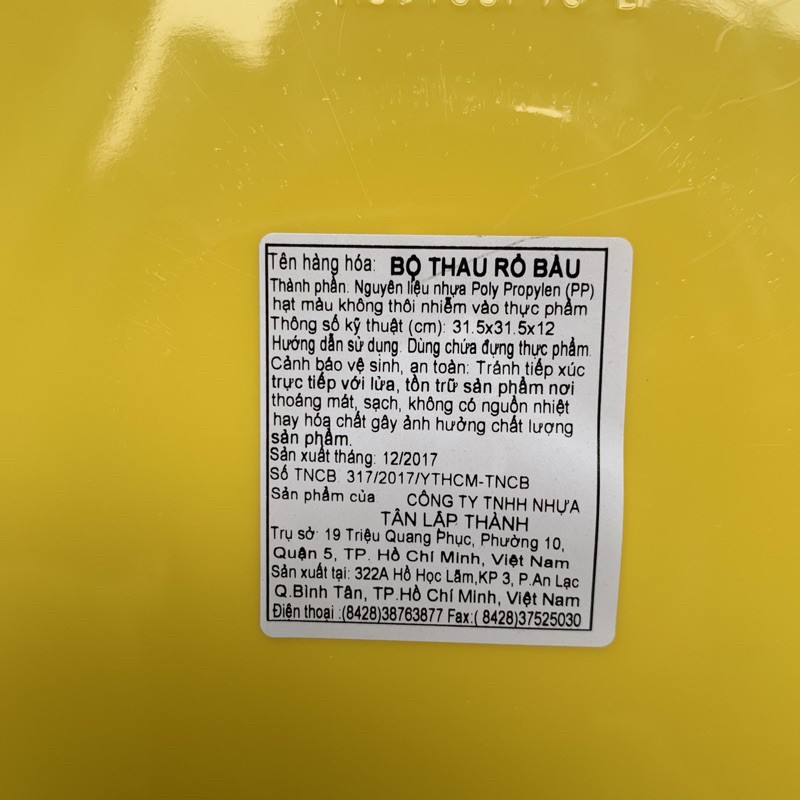 Tên hàng hóa: BỘ THAU RỔ BẦU
Thành phần: Nguyên liệu nhựa Poly Propylen (PP)
hạt màu không thôi nhiễm vào thực phẩm
Thông số kỹ thuật (cm): 31.5x31.5x12
Hướng dẫn sử dụng: Dùng chứa đựng thực phẩm.
Cảnh báo vệ sinh, an toàn: Tránh tiếp xúc
trực tiếp với lửa, tồn trữ sản phẩm nơi
thoáng mát, sạch, không có nguồn nhiệt
hay hóa chất gây ảnh hưởng chất lượng
sản phẩm.
Sản xuất tháng: 12/2017
Số TNCB 317/2017/YTHCM-TNCB
Sản phẩm của CÔNG TY TNHH NHỰA
TÂN LẬP THÀNH
Trụ sở: 19 Triệu Quang Phục, Phường 10,
Quận 5, TP. Hồ Chí Minh, Việt Nam
Sản xuất tại: 322A Hồ Học Lãm,KP 3, P.An Lạc
Q.Bình Tân, TP.Hồ Chí Minh, Việt Nam
Điện thoại :(8428)38763877 Fax:( 8428)37525030